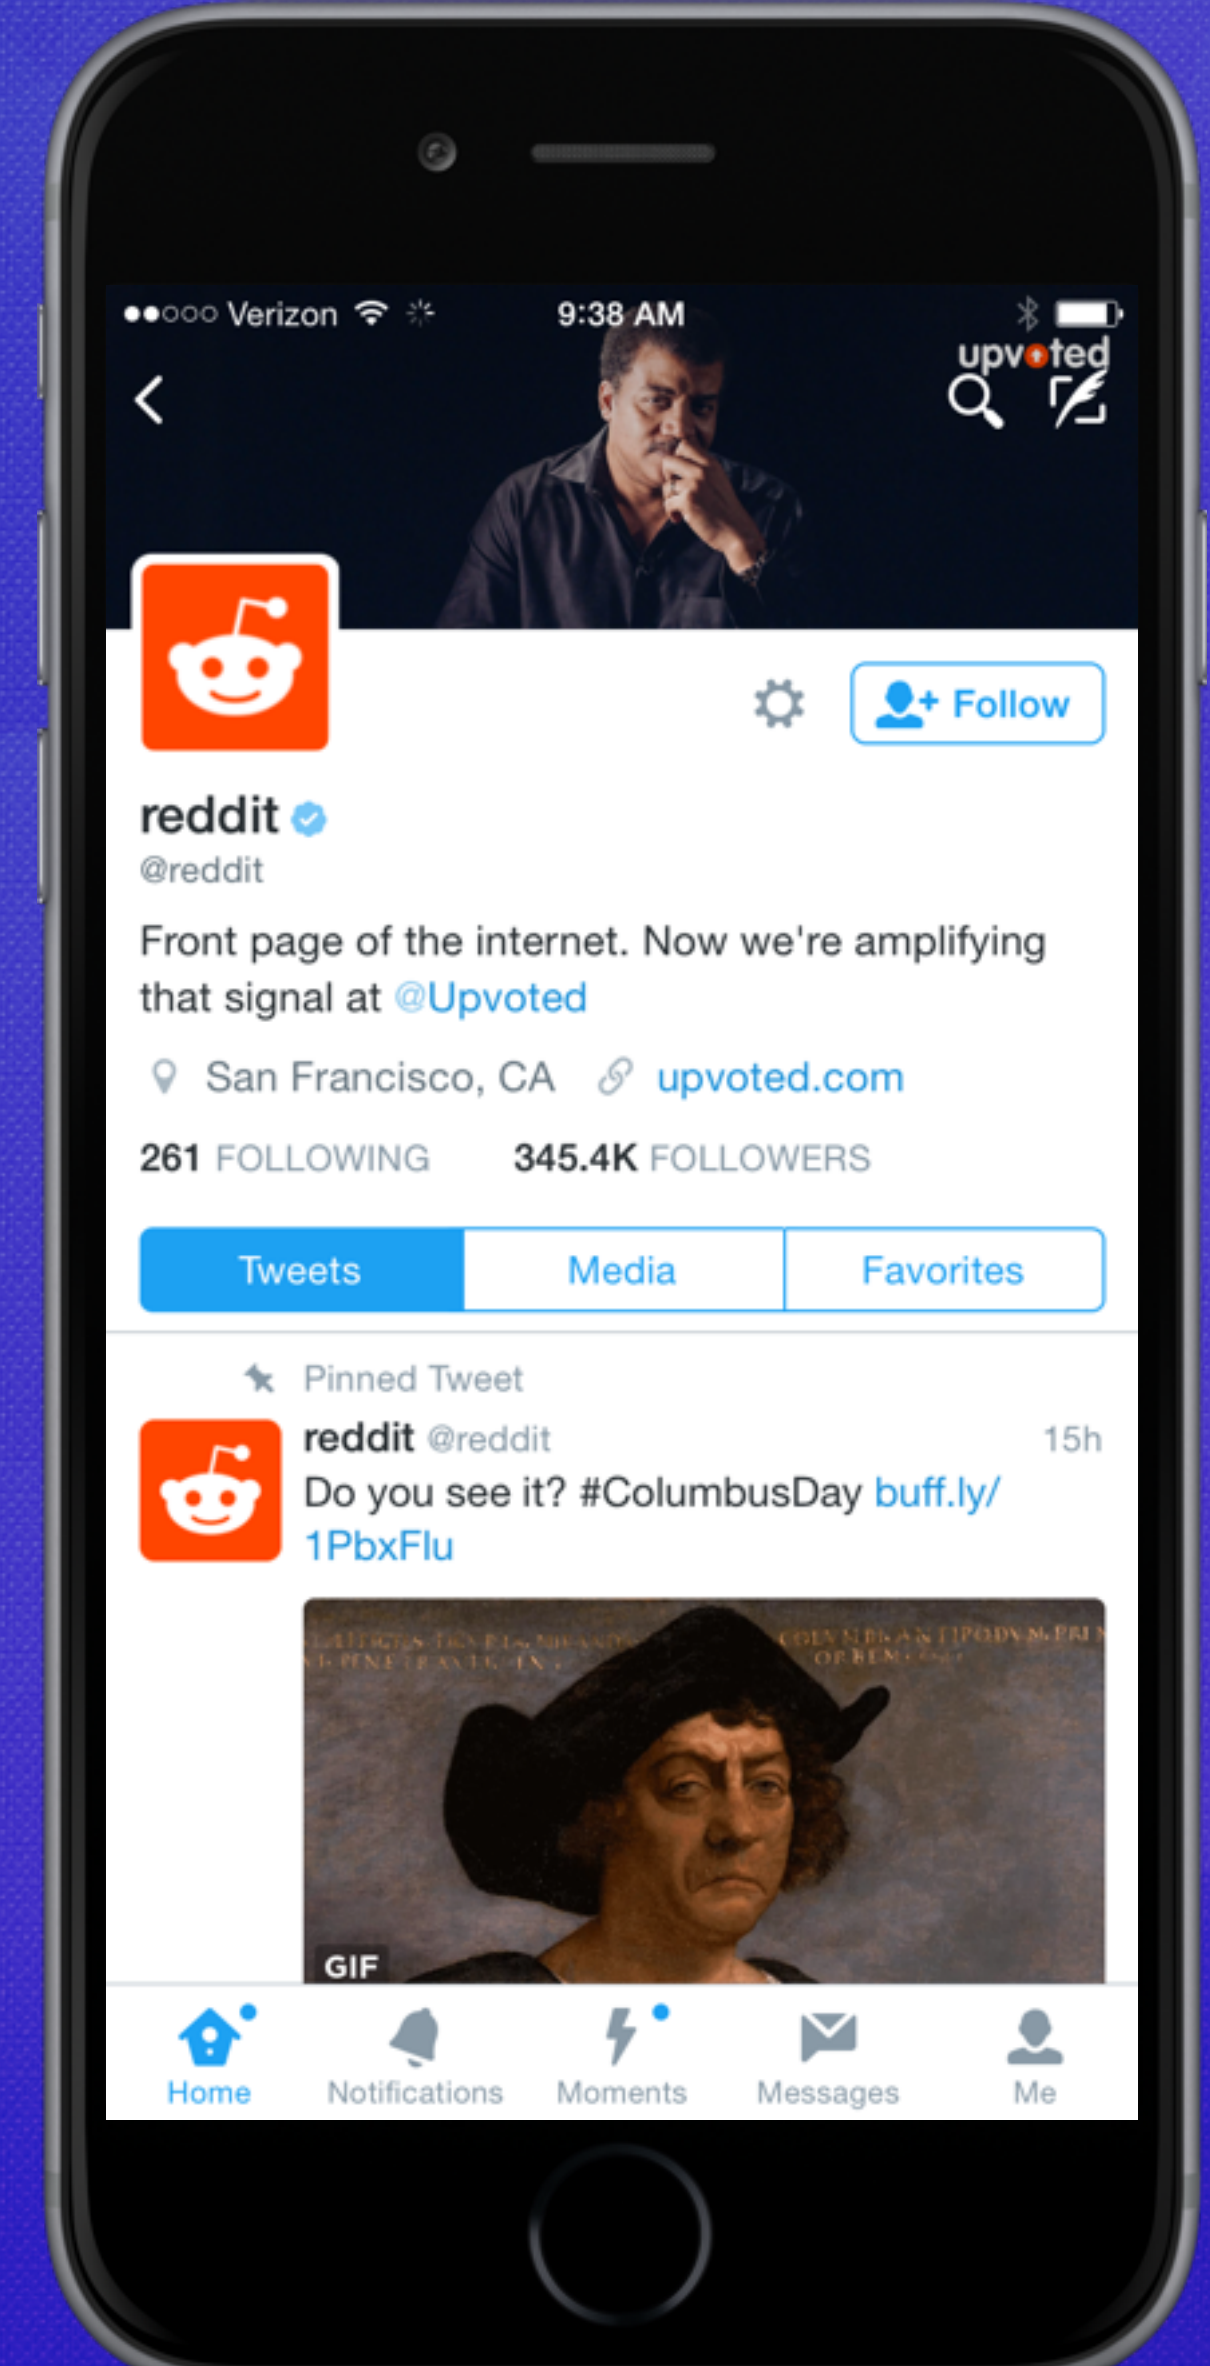 Verizon 9:38 AM
upvoted
Follow
reddit
@reddit
Front page of the internet. Now we're amplifying
that signal at @Upvoted
San Francisco, CA upvoted.com
261 FOLLOWING 345.4K FOLLOWERS
Tweets Media Favorites
Pinned Tweet
reddit @reddit 15h
Do you see it? #ColumbusDay buff.ly/
1PbxFlu
GIF
Home Notifications Moments Messages Me